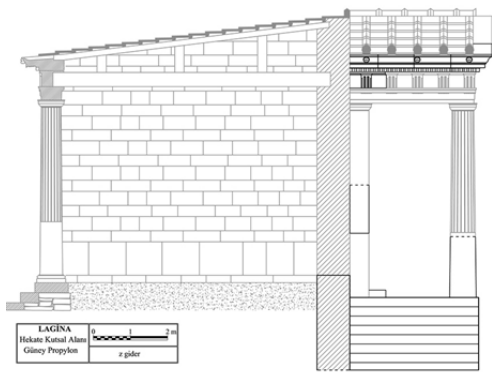 LAGİNA
Hekate Kutsal Alanı
Güney Propylon
0 1 2 m
z gider